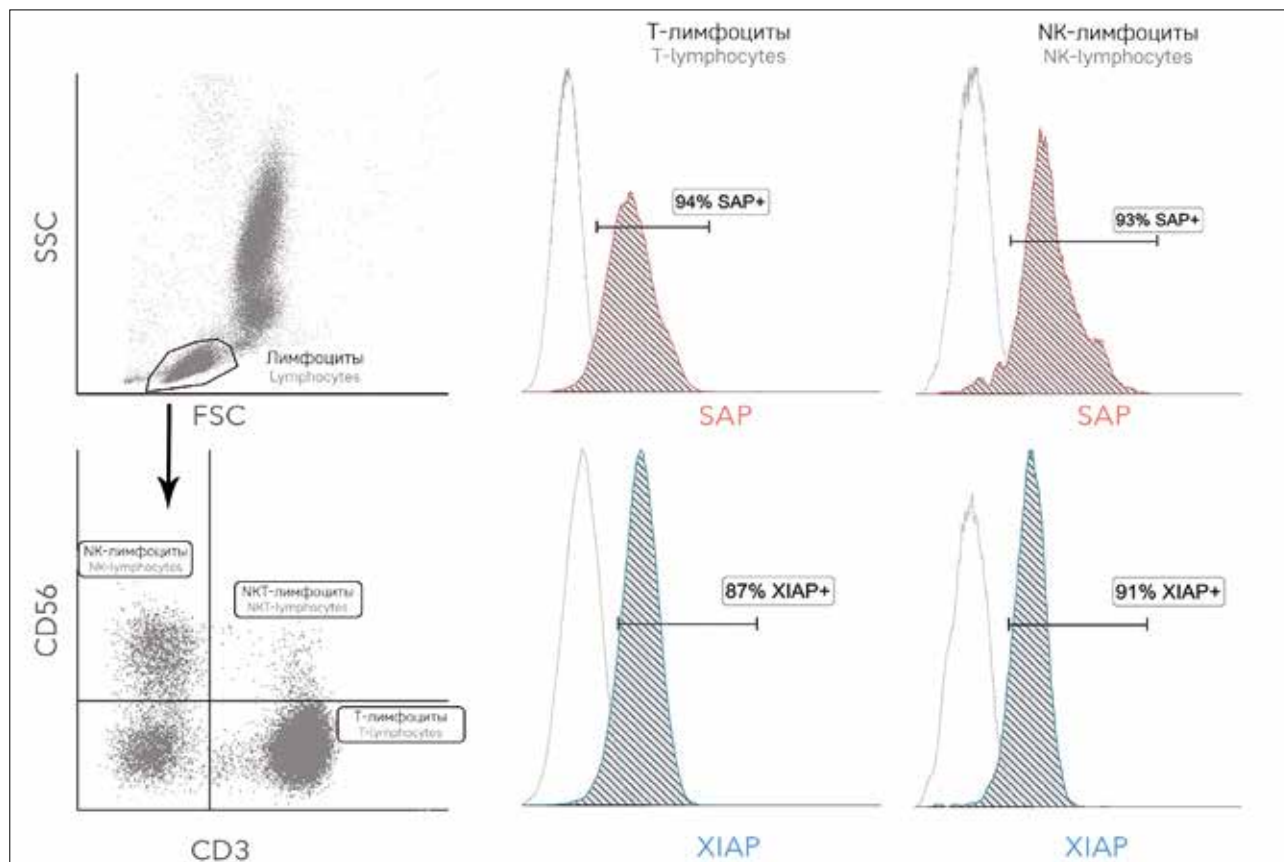 Т-лимфоциты
T-lymphocytes
NK-лимфоциты
NK-lymphocytes
SSC
94% SAP+
93% SAP+
Лимфоциты
Lymphocytes
FSC
SAP
SAP
NK-лимфоциты
NK-lymphocytes
NKT-лимфоциты
NKT-lymphocytes
CD56
87% XIAP+
91% XIAP+
Т-лимфоциты
T-lymphocytes
CD3
XIAP
XIAP